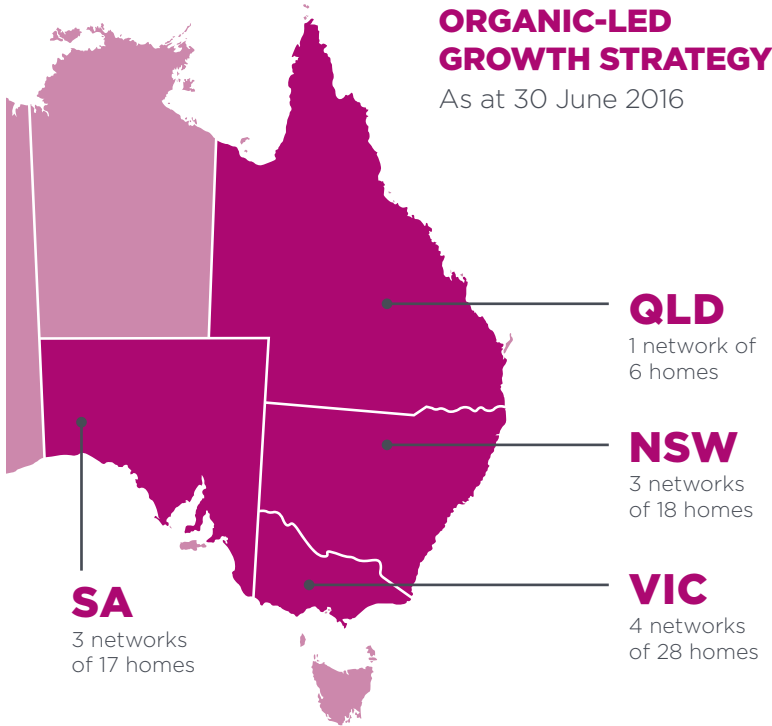 ORGANIC-LED
GROWTH STRATEGY
As at 30 June 2016
QLD
1 network of
6 homes
NSW
3 networks
of 18 homes
VIC
4 networks
of 28 homes
SA
3 networks
of 17 homes